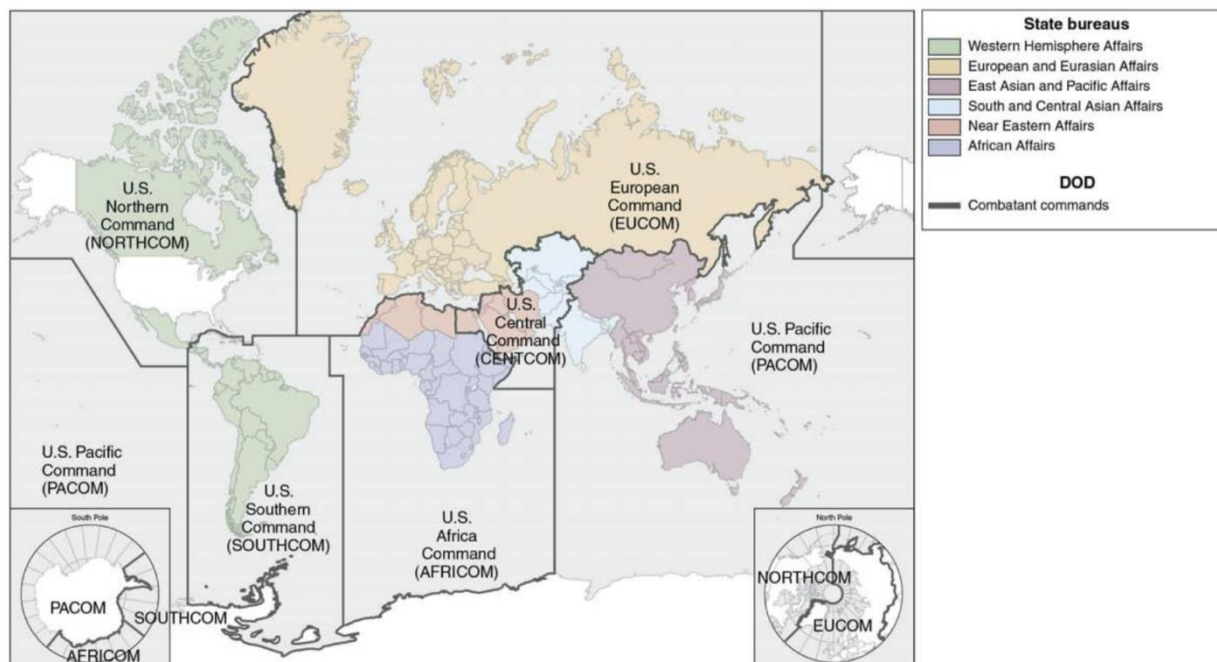 U.S.
Northern
Command
(NORTHCOM)
U.S.
European
Command
(EUCOM)
U.S.
Central
Command
(CENTCOM)
U.S. Pacific
Command
(PACOM)
U.S. Pacific
Command
(PACOM)
U.S.
Southern
Command
(SOUTHCOM)
U.S.
Africa
Command
(AFRICOM)
South Pole
PACOM
SOUTHCOM
AFRICOM
North Pole
NORTHCOM
EUCOM
State bureaus
Western Hemisphere Affairs
European and Eurasian Affairs
East Asian and Pacific Affairs
South and Central Asian Affairs
Near Eastern Affairs
African Affairs
DOD
Combatant commands